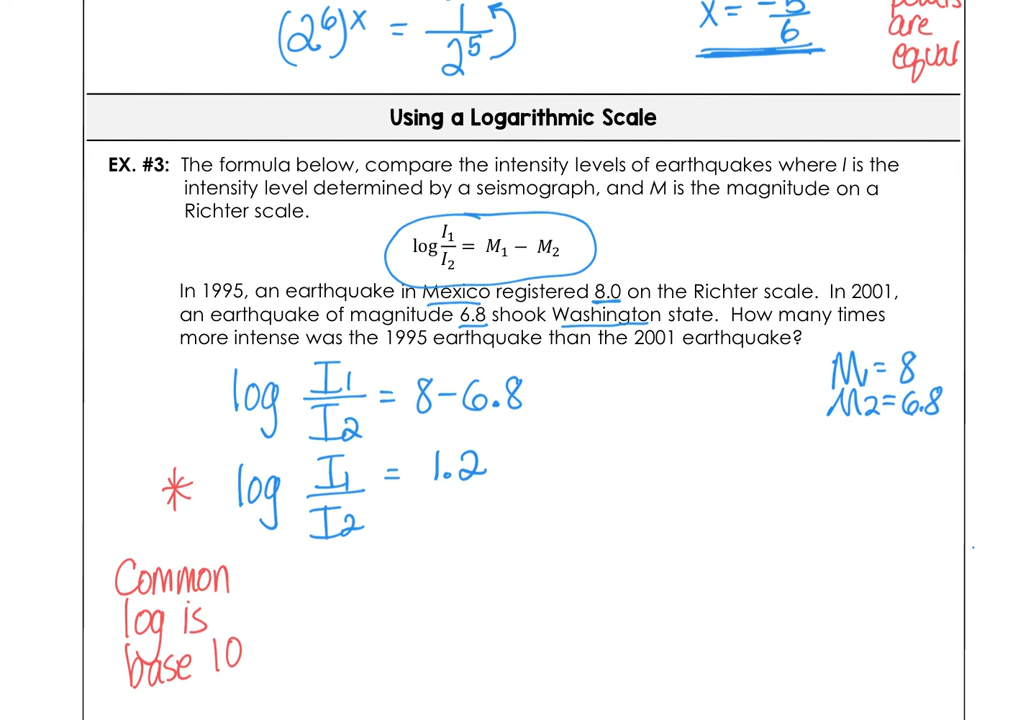 (2^6)^x = 1/2^5)
x = -5/6
are
equal
Using a Logarithmic Scale
EX. #3: The formula below, compare the intensity levels of earthquakes where I is the
intensity level determined by a seismograph, and M is the magnitude on a
Richter scale.
log I₁/I₂ = M₁ − M₂
In 1995, an earthquake in Mexico registered 8.0 on the Richter scale. In 2001,
an earthquake of magnitude 6.8 shook Washington state. How many times
more intense was the 1995 earthquake than the 2001 earthquake?
M₁ = 8
M2 = 6.8
log I1/I2 = 8 - 6.8
* log I1/I2 = 1.2
Common
log is
base 10